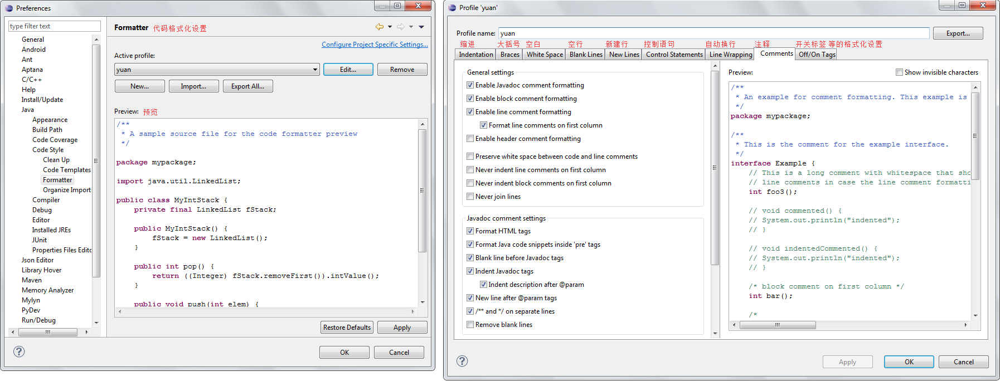 Preferences
type filter text
General
Android
Ant
Aptana
C/C++
Help
Install/Update
Java
Appearance
Build Path
Code Coverage
Code Style
Clean Up
Code Templates
Formatter
Organize Import
Compiler
Debug
Editor
Installed JREs
JUnit
Properties Files Edito
Json Editor
Library Hover
Maven
Memory Analyzer
Mylyn
PyDev
Run/Debug
Formatter 代码格式化设置
Configure Project Specific Settings...
Active profile:
yuan
Edit...
Remove
New...
Import...
Export All...
Preview: 预览
/**
* A sample source file for the code formatter preview
*/
package mypackage;
import java.util.LinkedList;
public class MyIntStack {
private final LinkedList fStack;
public MyIntStack() {
fStack = new LinkedList();
}
public int pop() {
return ((Integer) fStack.removeFirst()).intValue();
}
public void push(int elem) {
Restore Defaults
Apply
OK
Cancel
Profile 'yuan'
Profile name: yuan
Export...
缩进 大括号 空白 空行 新建行 控制语句 自动换行 注释 开关标签 等的格式化设置
Indentation Braces White Space Blank Lines New Lines Control Statements Line Wrapping Comments Off/On Tags
General settings
Enable Javadoc comment formatting
Enable block comment formatting
Enable line comment formatting
Format line comments on first column
Enable header comment formatting
Preserve white space between code and line comments
Never indent line comments on first column
Never indent block comments on first column
Never join lines
Javadoc comment settings
Format HTML tags
Format Java code snippets inside 'pre' tags
Blank line before Javadoc tags
Indent Javadoc tags
Indent description after @param
New line after @param tags
/** and */ on separate lines
Remove blank lines
Preview:
Show invisible characters
/**
* An example for comment formatting. This example is
*/
package mypackage;
/**
* This is the comment for the example interface.
*/
interface Example {
// This is a long comment with whitespace that sho
// line comments in case the line comment formatti
int foo3();
// void commented() {
// System.out.println("indented");
// }
// void indentedCommented() {
// System.out.println("indented");
// }
/* block comment on first column */
int bar();
/*
Apply
OK
Cancel